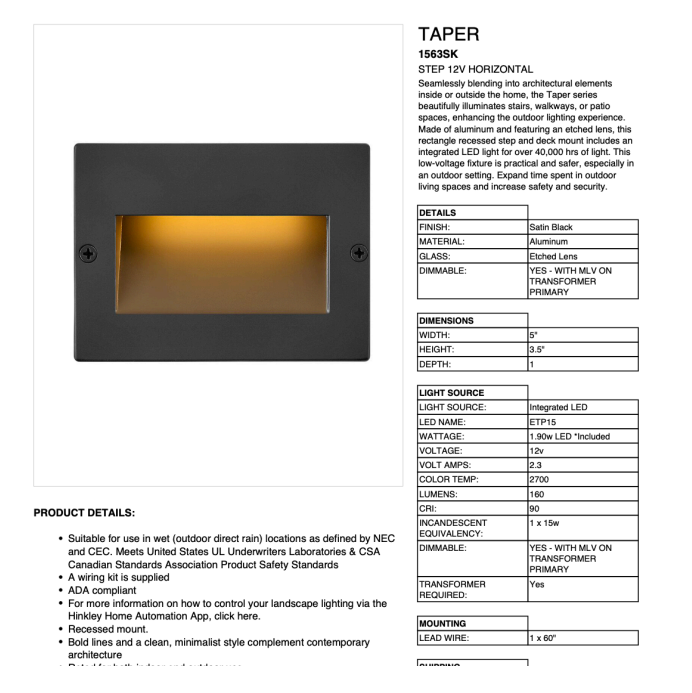 TAPER
1563SK
STEP 12V HORIZONTAL
Seamlessly blending into architectural elements
inside or outside the home, the Taper series
beautifully illuminates stairs, walkways, or patio
spaces, enhancing the outdoor lighting experience.
Made of aluminum and featuring an etched lens, this
rectangle recessed step and deck mount includes an
integrated LED light for over 40,000 hrs of light. This
low-voltage fixture is practical and safer, especially in
an outdoor setting. Expand time spent in outdoor
living spaces and increase safety and security.
DETAILS
FINISH: Satin Black
MATERIAL: Aluminum
GLASS: Etched Lens
DIMMABLE: YES - WITH MLV ON
TRANSFORMER
PRIMARY
DIMENSIONS
WIDTH: 5"
HEIGHT: 3.5"
DEPTH: 1
LIGHT SOURCE
LIGHT SOURCE: Integrated LED
LED NAME: ETP15
WATTAGE: 1.90w LED *Included
VOLTAGE: 12v
VOLT AMPS: 2.3
COLOR TEMP: 2700
LUMENS: 160
CRI: 90
INCANDESCENT 1 x 15w
EQUIVALENCY:
DIMMABLE: YES - WITH MLV ON
TRANSFORMER
PRIMARY
TRANSFORMER Yes
REQUIRED:
MOUNTING
LEAD WIRE: 1 x 60"
SHIPPING
PRODUCT DETAILS:
• Suitable for use in wet (outdoor direct rain) locations as defined by NEC
and CEC. Meets United States UL Underwriters Laboratories & CSA
Canadian Standards Association Product Safety Standards
• A wiring kit is supplied
• ADA compliant
• For more information on how to control your landscape lighting via the
Hinkley Home Automation App, click here.
• Recessed mount.
• Bold lines and a clean, minimalist style complement contemporary
architecture
• Rated for both indoor and outdoor use